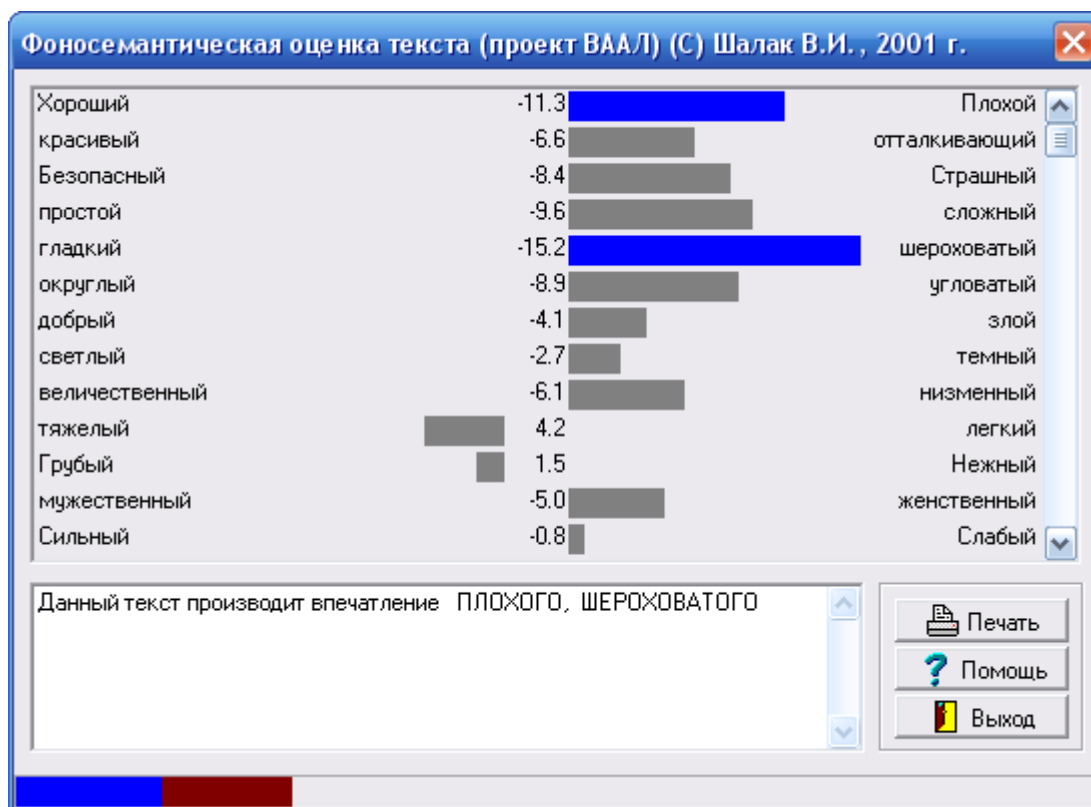 Фоносемантическая оценка текста (проект ВААЛ) (С) Шалак В.И. , 2001 г.
Хороший -11.3 Плохой
красивый -6.6 отталкивающий
Безопасный -8.4 Страшный
простой -9.6 сложный
гладкий -15.2 шероховатый
округлый -8.9 угловатый
добрый -4.1 злой
светлый -2.7 темный
величественный -6.1 низменный
тяжелый 4.2 легкий
Грубый 1.5 Нежный
мужественный -5.0 женственный
Сильный -0.8 Слабый
Данный текст производит впечатление ПЛОХОГО, ШЕРОХОВАТОГО
Печать
Помощь
Выход